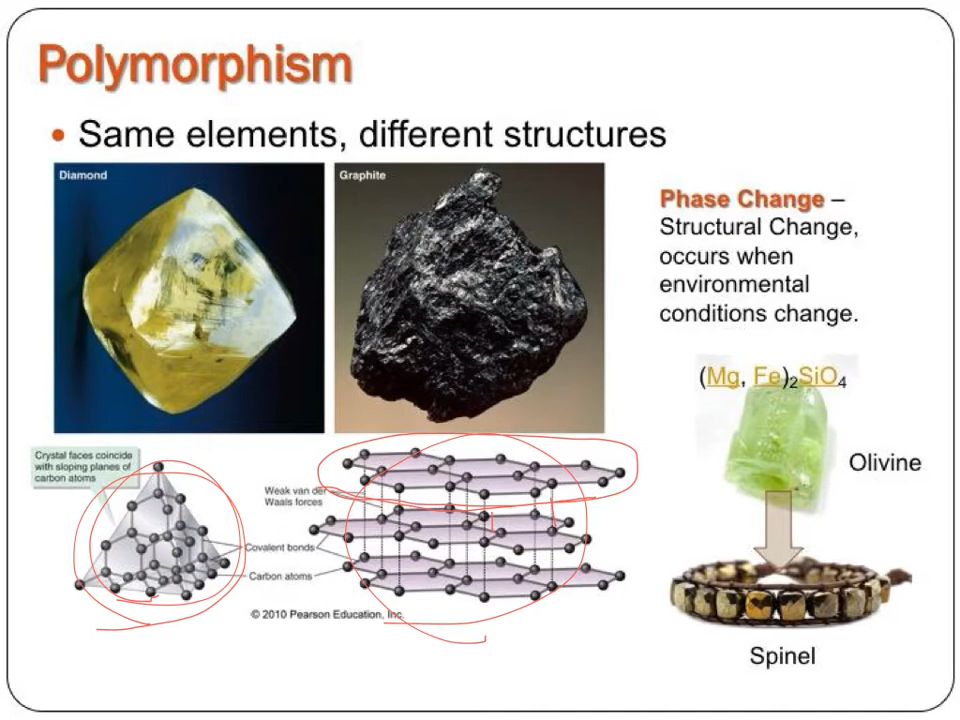 Polymorphism
• Same elements, different structures
Diamond
Graphite
Phase Change –
Structural Change,
occurs when
environmental
conditions change.
(Mg, Fe)₂SiO₄
Olivine
Spinel
Crystal faces coincide
with sloping planes of
carbon atoms
Weak van der
Waals forces
Covalent bonds
Carbon atoms
© 2010 Pearson Education, Inc.